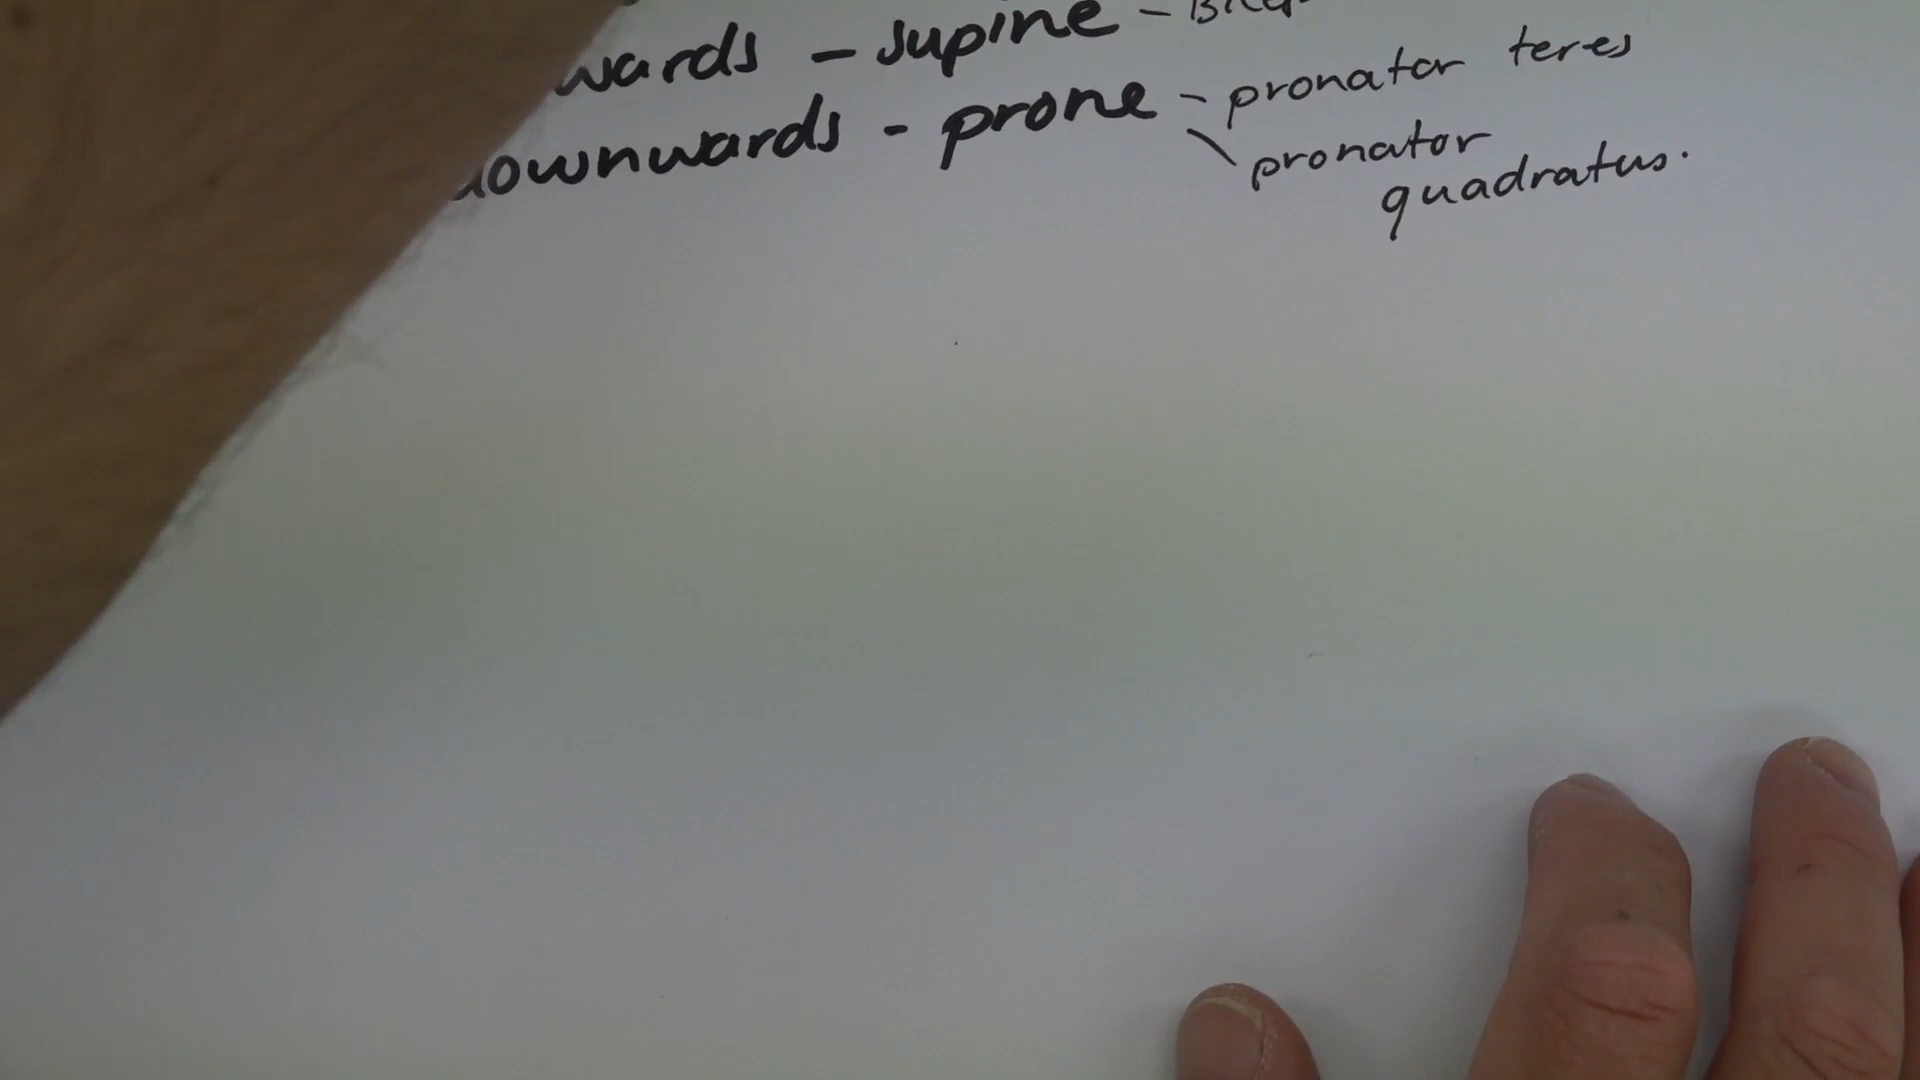 wards - supine -
downwards - prone - pronator teres
pronator
quadratus.